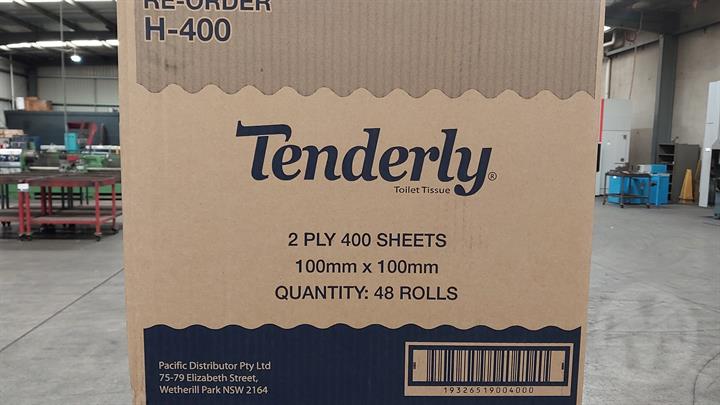 RE-ORDER
H-400
Tenderly®
Toilet Tissue
2 PLY 400 SHEETS
100mm x 100mm
QUANTITY: 48 ROLLS
Pacific Distributor Pty Ltd
75-79 Elizabeth Street,
Wetherill Park NSW 2164
19326519004000